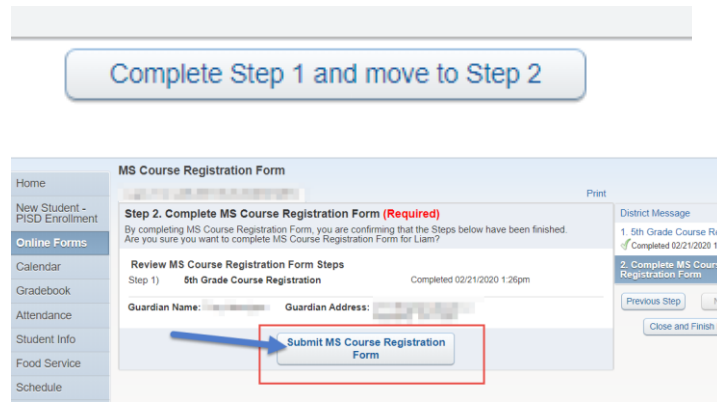 Complete Step 1 and move to Step 2
MS Course Registration Form
Print
Home
New Student -
PISD Enrollment
Online Forms
Calendar
Gradebook
Attendance
Student Info
Food Service
Schedule
Step 2. Complete MS Course Registration Form (Required)
By completing MS Course Registration Form, you are confirming that the Steps below have been finished.
Are you sure you want to complete MS Course Registration Form for Liam?
Review MS Course Registration Form Steps
Step 1) 5th Grade Course Registration Completed 02/21/2020 1:26pm
Guardian Name: Guardian Address:
Submit MS Course Registration
Form
District Message
1. 5th Grade Course Re
Completed 02/21/2020 1
2. Complete MS Cours
Registration Form
Previous Step N
Close and Finish